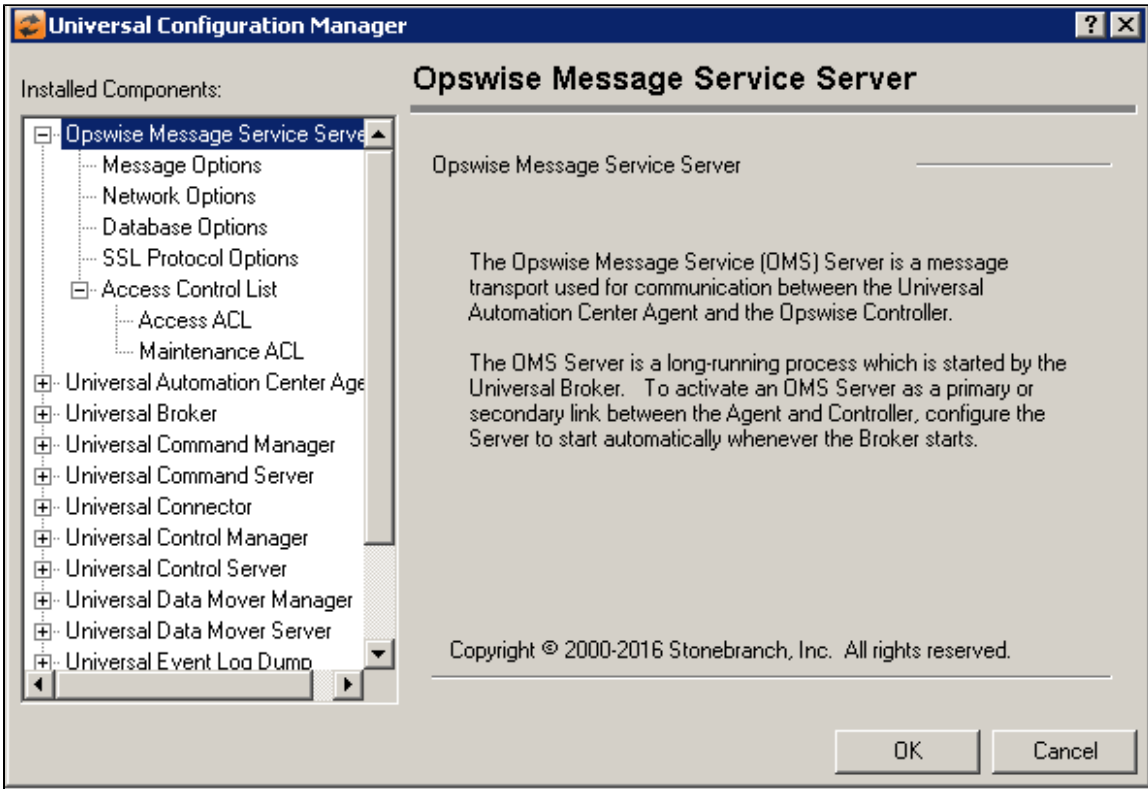 Universal Configuration Manager
Installed Components:
Opswise Message Service Serve
Message Options
Network Options
Database Options
SSL Protocol Options
Access Control List
Access ACL
Maintenance ACL
Universal Automation Center Age
Universal Broker
Universal Command Manager
Universal Command Server
Universal Connector
Universal Control Manager
Universal Control Server
Universal Data Mover Manager
Universal Data Mover Server
Universal Event Log Dump
Opswise Message Service Server
Opswise Message Service Server
The Opswise Message Service (OMS) Server is a message
transport used for communication between the Universal
Automation Center Agent and the Opswise Controller.
The OMS Server is a long-running process which is started by the
Universal Broker. To activate an OMS Server as a primary or
secondary link between the Agent and Controller, configure the
Server to start automatically whenever the Broker starts.
Copyright © 2000-2016 Stonebranch, Inc. All rights reserved.
OK
Cancel